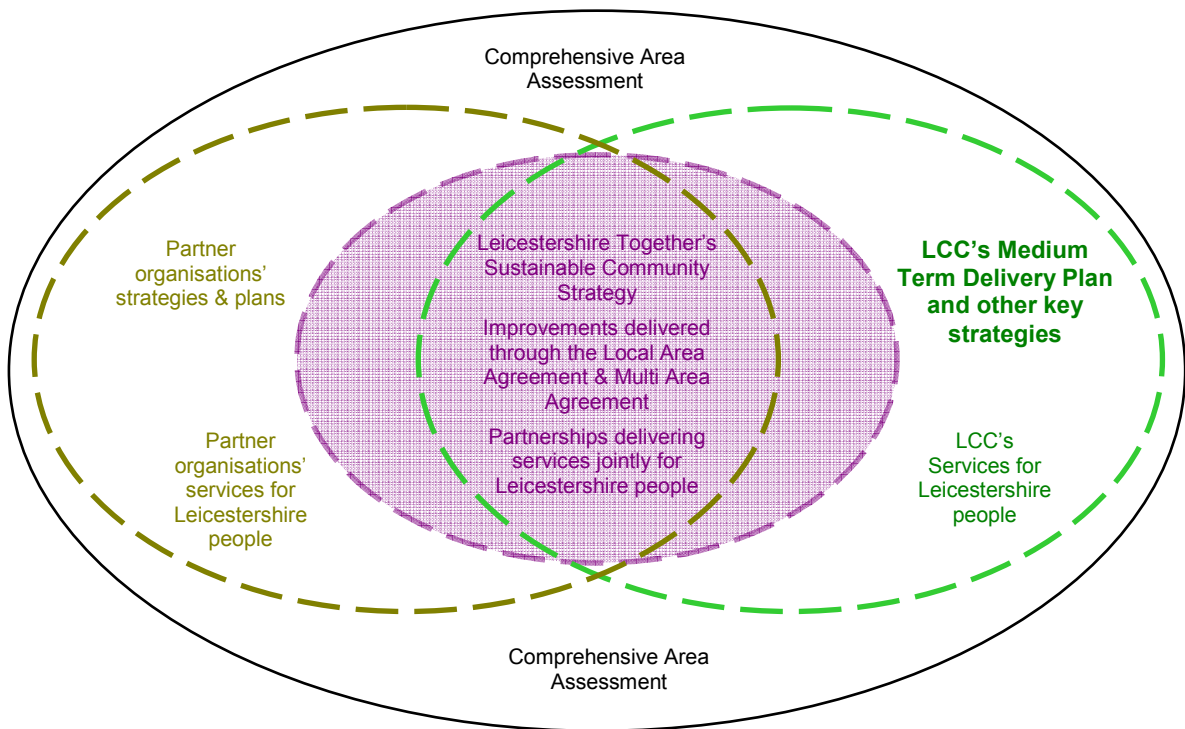 Comprehensive Area
Assessment
Partner
organisations'
strategies & plans
Leicestershire Together's
Sustainable Community
Strategy
LCC's Medium
Term Delivery Plan
and other key
strategies
Improvements delivered
through the Local Area
Agreement & Multi Area
Agreement
Partner
organisations'
services for
Leicestershire
people
Partnerships delivering
services jointly for
Leicestershire people
LCC's
Services for
Leicestershire
people
Comprehensive Area
Assessment